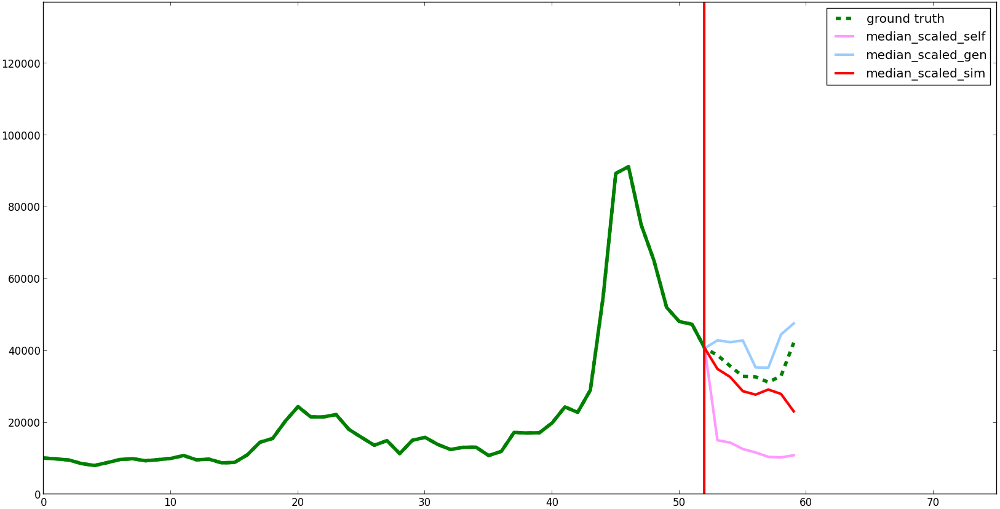 ground truth
median_scaled_self
median_scaled_gen
median_scaled_sim
120000
100000
80000
60000
40000
20000
0
0 10 20 30 40 50 60 70